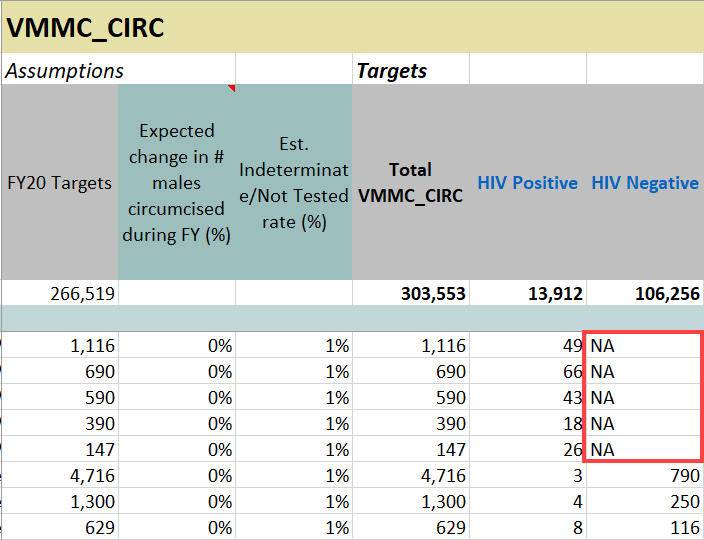 VMMC_CIRC
Assumptions Targets
FY20 Targets
Expected
change in #
males
circumcised
during FY (%)
Est.
Indeterminat
e/Not Tested
rate (%)
Total
VMMC_CIRC
HIV Positive
HIV Negative
266,519 303,553 13,912 106,256
1,116 0% 1% 1,116 49 NA
690 0% 1% 690 66 NA
590 0% 1% 590 43 NA
390 0% 1% 390 18 NA
147 0% 1% 147 26 NA
4,716 0% 1% 4,716 3 790
1,300 0% 1% 1,300 4 250
629 0% 1% 629 8 116